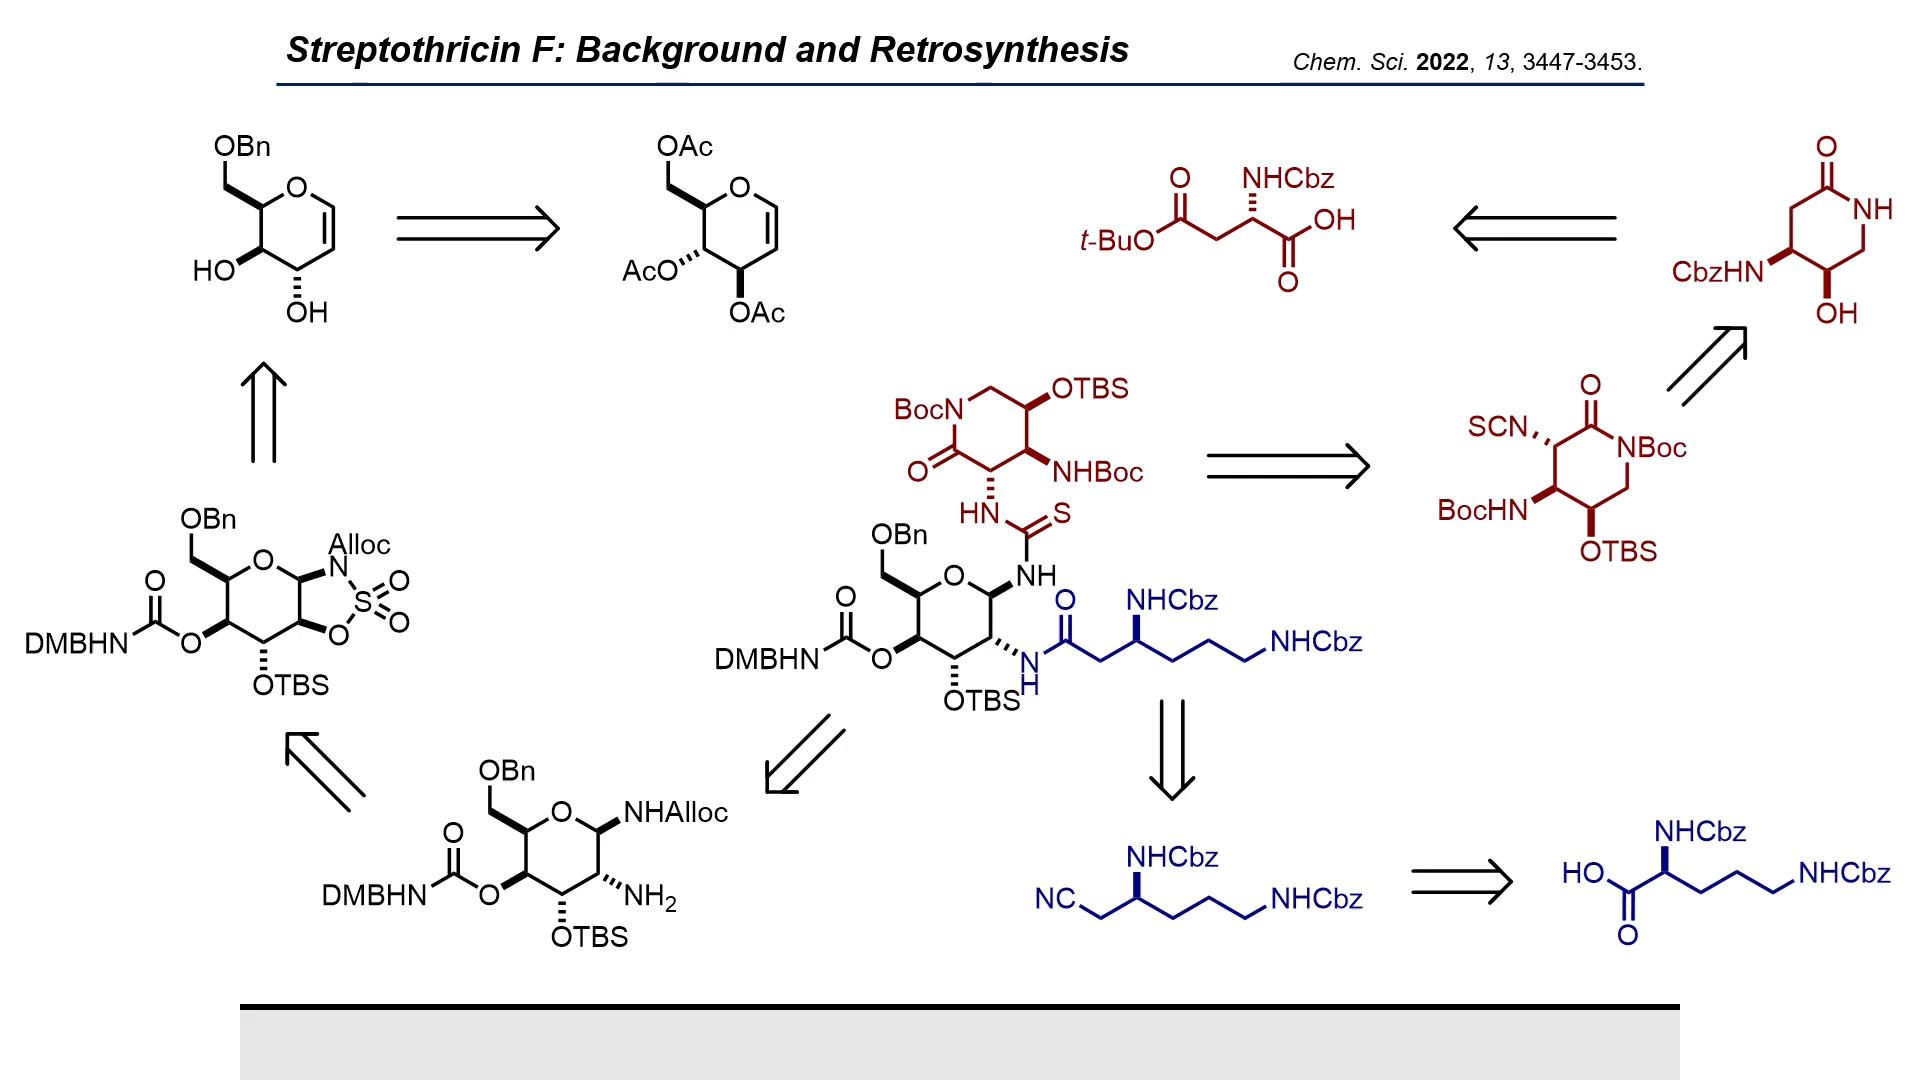 Streptothricin F: Background and Retrosynthesis
Chem. Sci. 2022, 13, 3447-3453.
OBn
O
HO
OH
OAc
O
AcO
OAc
O
NHCbz
t-BuO
OH
O
O
NH
CbzHN
OH
OTBS
BocN
O
NHBoc
HN
S
OBn
O
NH
O
O
NHCbz
NHCbz
DMBHN
O
N
H
OTBS
O
SCN
NBoc
BocHN
OTBS
OBn
Alloc
O
N
O
S
O
O
O
DMBHN
O
OTBS
OBn
O
NHAlloc
O
DMBHN
O
NH2
OTBS
NHCbz
NC
NHCbz
NHCbz
HO
NHCbz
O